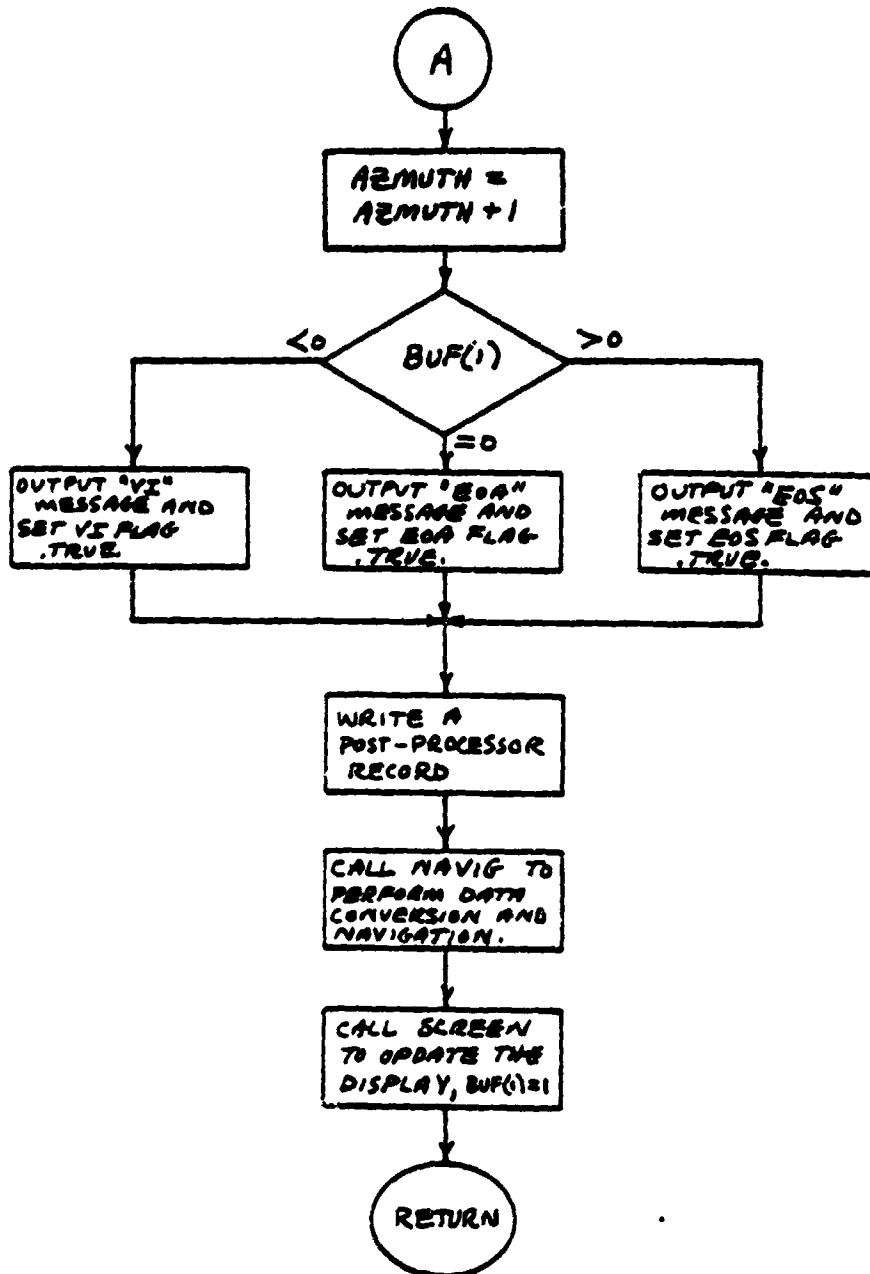 A
AZMUTH =
AZMUTH + 1
<0
BUF(1)
>0
=0
OUTPUT "VI"
MESSAGE AND
SET VI FLAG
.TRUE.
OUTPUT "EOA"
MESSAGE AND
SET EOA FLAG
.TRUE.
OUTPUT "EOS"
MESSAGE AND
SET EOS FLAG
.TRUE.
WRITE A
POST-PROCESSOR
RECORD
CALL NAVIG TO
PERFORM DATA
CONVERSION AND
NAVIGATION.
CALL SCREEN
TO UPDATE THE
DISPLAY, BUF(1)=1
RETURN